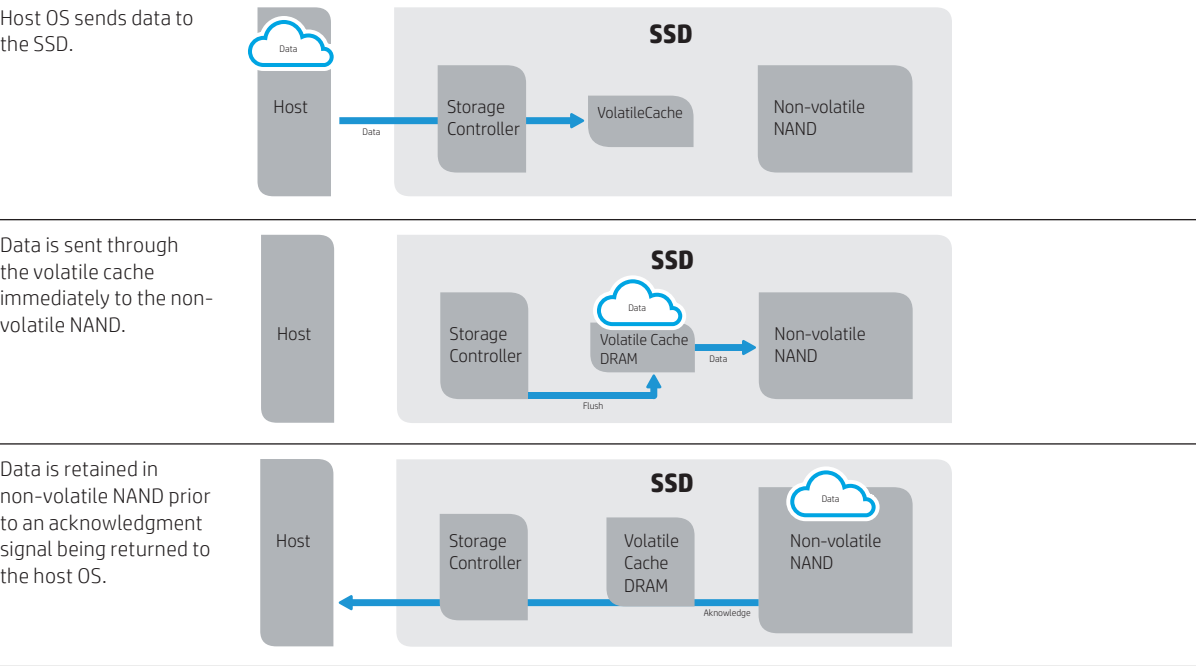 Host OS sends data to
the SSD.
Data
Host
Data
SSD
Storage
Controller
VolatileCache
Non-volatile
NAND
Data is sent through
the volatile cache
immediately to the non-
volatile NAND.
Host
SSD
Storage
Controller
Flush
Data
Volatile Cache
DRAM
Data
Non-volatile
NAND
Data is retained in
non-volatile NAND prior
to an acknowledgment
signal being returned to
the host OS.
Host
SSD
Storage
Controller
Volatile
Cache
DRAM
Aknowledge
Data
Non-volatile
NAND